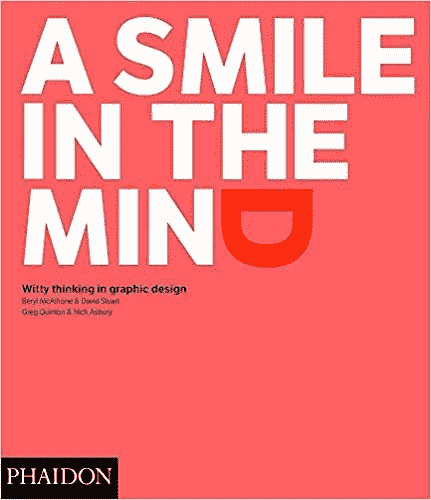 A SMILE
IN THE
MIND
Witty thinking in graphic design
Beryl McAlhone & David Stuart
Greg Quinton & Nick Asbury
PHAIDON